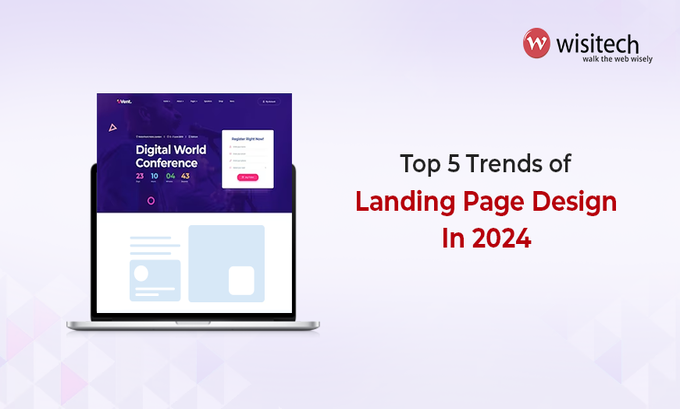 wisitech
walk the web wisely
Vent.
Digital World
Conference
Register Right Now!
23 10 04 43
Top 5 Trends of
Landing Page Design
In 2024